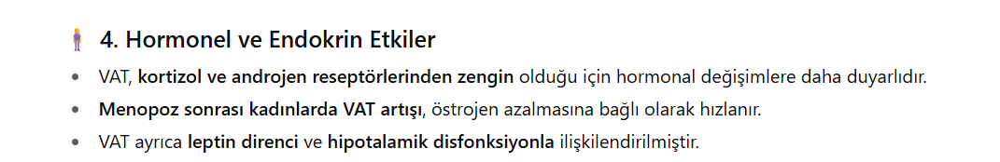 4. Hormonel ve Endokrin Etkiler
• VAT, kortizol ve androjen reseptörlerinden zengin olduğu için hormonal değişimlere daha duyarlıdır.
• Menopoz sonrası kadınlarda VAT artışı, östrojen azalmasına bağlı olarak hızlanır.
• VAT ayrıca leptin direnci ve hipotalamik disfonksiyonla ilişkilendirilmiştir.